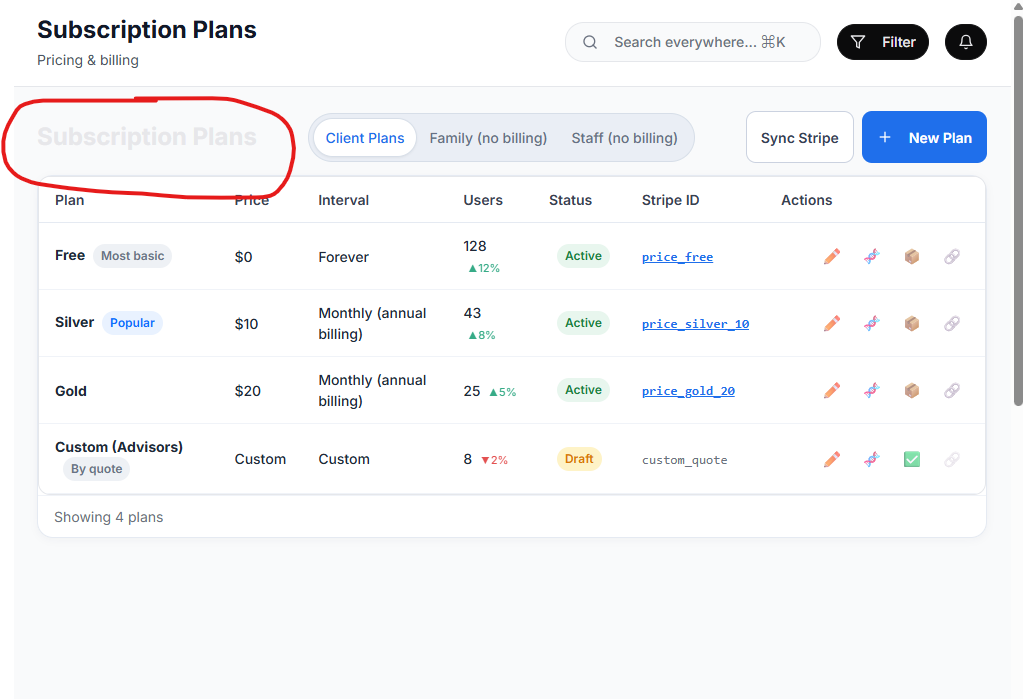 Subscription Plans
Pricing & billing
Search everywhere... ⌘K
Filter
Subscription Plans
Client Plans Family (no billing) Staff (no billing)
Sync Stripe
+ New Plan
Plan Price Interval Users Status Stripe ID Actions
Free Most basic $0 Forever 128 ▲12% Active price_free
Silver Popular $10 Monthly (annual billing) 43 ▲8% Active price_silver_10
Gold $20 Monthly (annual billing) 25 ▲5% Active price_gold_20
Custom (Advisors) By quote Custom Custom 8 ▼2% Draft custom_quote
Showing 4 plans